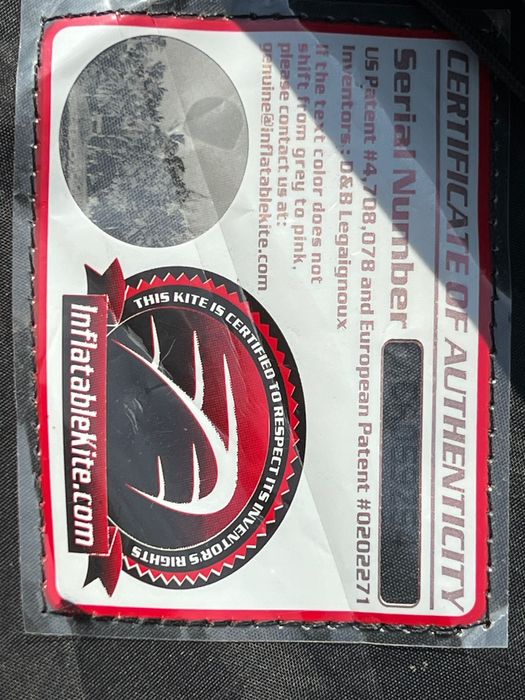 CERTIFICATE OF AUTHENTICITY
Serial Number
US Patent #4,708,078 and European Patent #0202271
Inventors : D&B Legaignoux
If the text color does not
shift from grey to pink,
please contact us at:
genuine@inflatablekite.com
THIS KITE IS CERTIFIED TO RESPECT ITS INVENTOR'S RIGHTS
InflatableKite.com